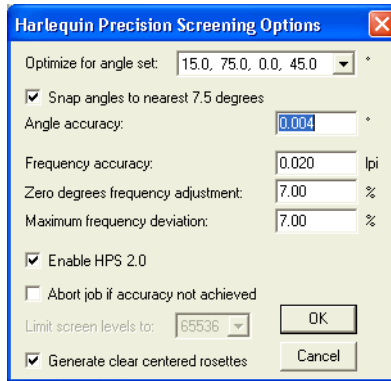 Harlequin Precision Screening Options
Optimize for angle set: 15.0, 75.0, 0.0, 45.0 °
Snap angles to nearest 7.5 degrees
Angle accuracy: 0.004 °
Frequency accuracy: 0.020 lpi
Zero degrees frequency adjustment: 7.00 %
Maximum frequency deviation: 7.00 %
Enable HPS 2.0
Abort job if accuracy not achieved
Limit screen levels to: 65536
OK
Generate clear centered rosettes
Cancel